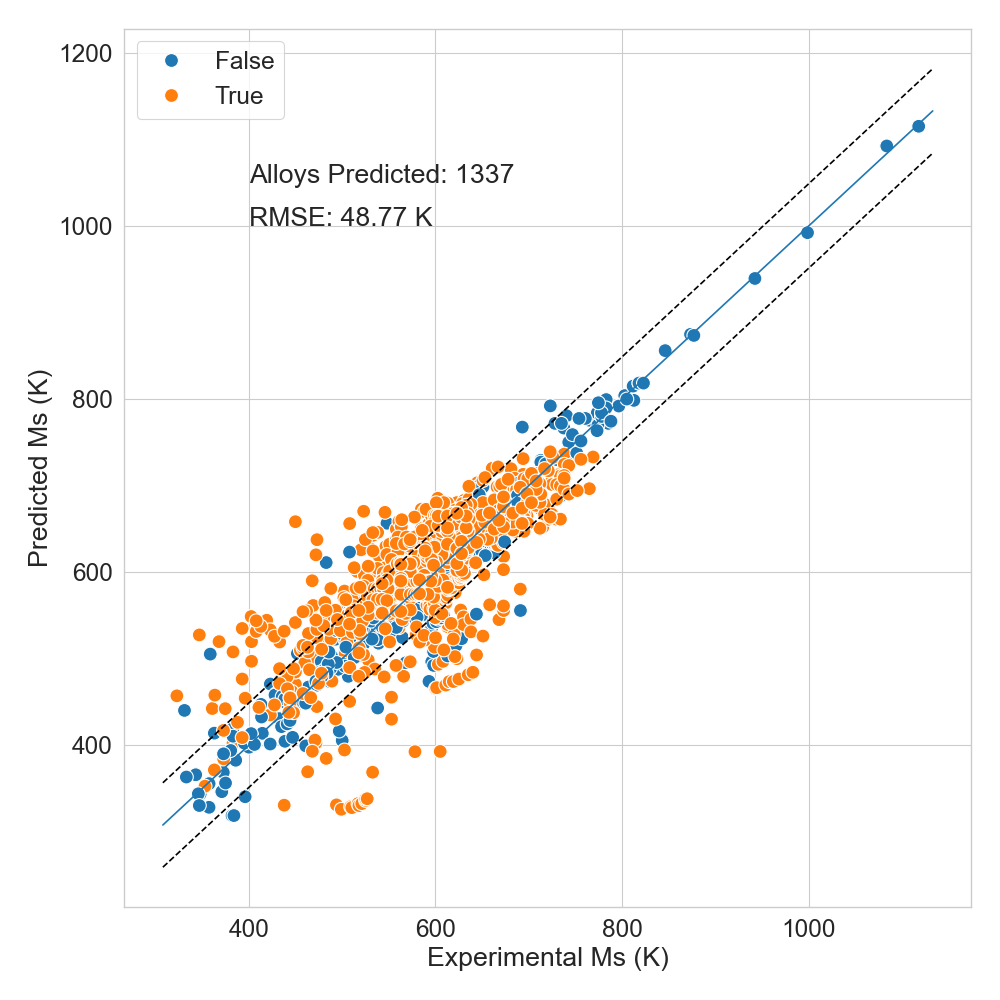 1200
1000
800
600
400
Predicted Ms (K)
False
True
Alloys Predicted: 1337
RMSE: 48.77 K
400 600 800 1000
Experimental Ms (K)